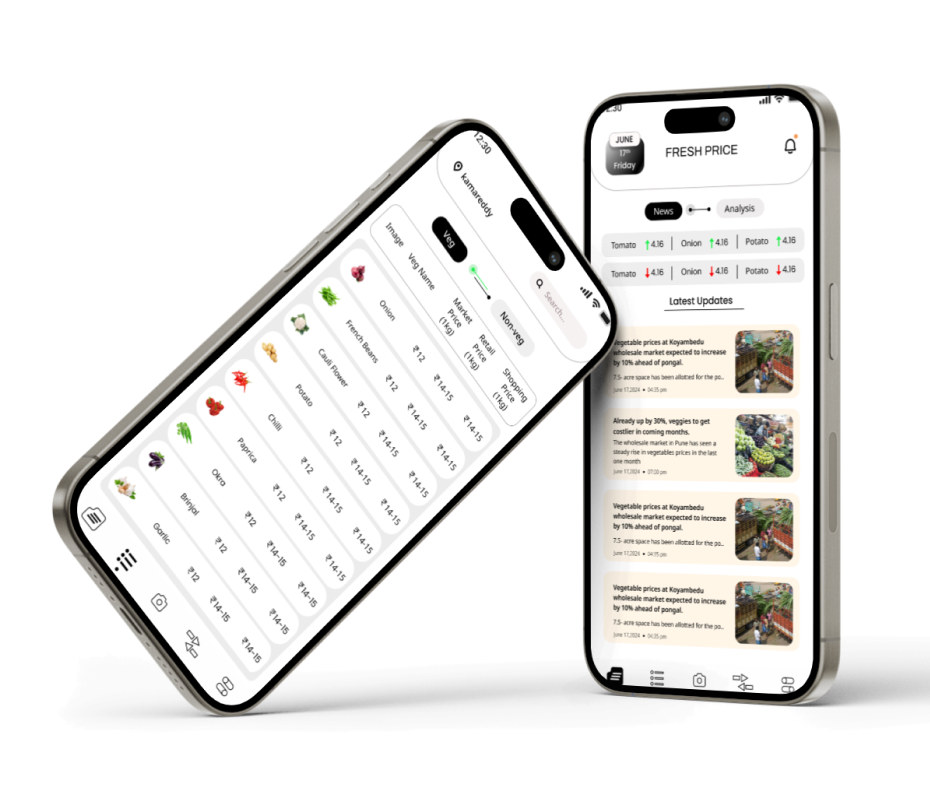 12:30
kamareddy
Search...
Veg
Non-veg
Image
Veg Name
Market
Price
(1kg)
Retail
Price
(1kg)
Shopping
Price
(1kg)
Onion ₹12 ₹14-15 ₹14-15
French Beans ₹12 ₹14-15 ₹14-15
Cauli Flower ₹12 ₹14-15 ₹14-15
Potato ₹12 ₹14-15 ₹14-15
Chilli ₹12 ₹14-15 ₹14-15
Paprica ₹12 ₹14-15 ₹14-15
Okra ₹12 ₹14-15 ₹14-15
Brinjal ₹12 ₹14-15 ₹14-15
Garlic ₹12 ₹14-15 ₹14-15
2:30
JUNE
17th
Friday
FRESH PRICE
News Analysis
Tomato ↑4.16 | Onion ↑4.16 | Potato ↑4.16
Tomato ↓4.16 | Onion ↓4.16 | Potato ↓4.16
Latest Updates
Vegetable prices at Koyambedu
wholesale market expected to increase
by 10% ahead of pongal.
7.5- acre space has been allotted for the po..
June 17,2024 • 04:35 pm
Already up by 30%, veggies to get
costlier in coming months.
The wholesale market in Pune has seen a
steady rise in vegetables prices in the last
one month
June 17,2024 • 07:00 pm
Vegetable prices at Koyambedu
wholesale market expected to increase
by 10% ahead of pongal.
7.5- acre space has been allotted for the po..
June 17,2024 • 04:35 pm
Vegetable prices at Koyambedu
wholesale market expected to increase
by 10% ahead of pongal.
7.5- acre space has been allotted for the po..
June 17,2024 • 04:35 pm